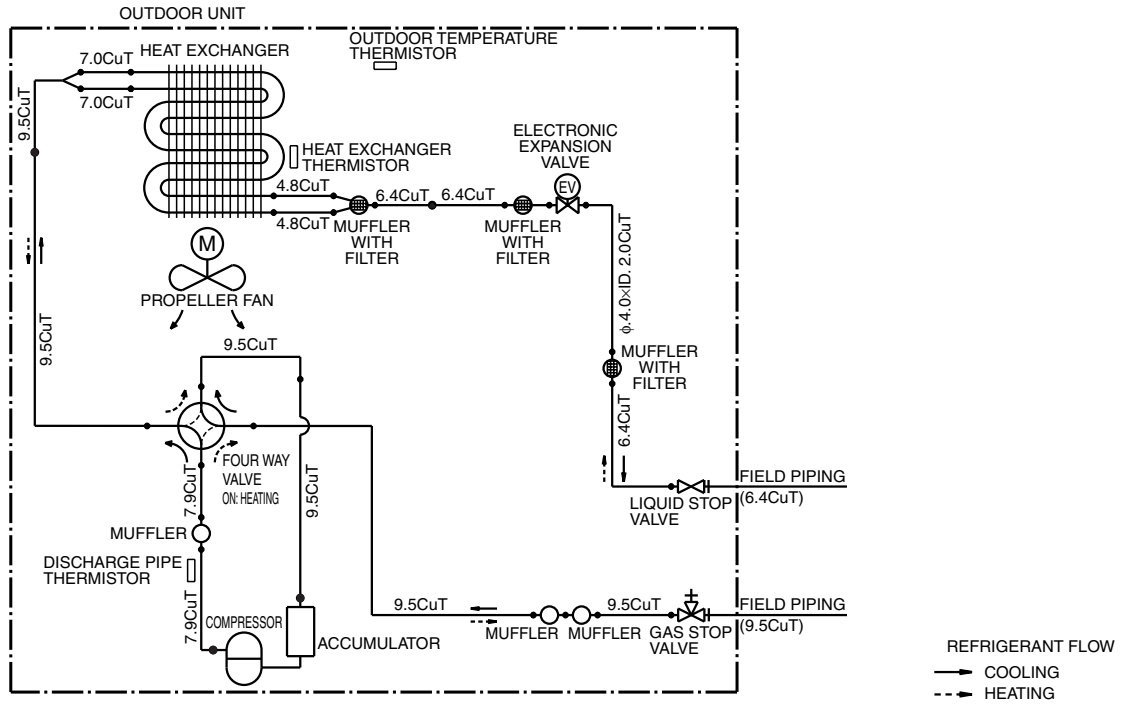 OUTDOOR UNIT
OUTDOOR TEMPERATURE
THERMISTOR
HEAT EXCHANGER
7.0CuT
7.0CuT
9.5CuT
HEAT EXCHANGER
THERMISTOR
ELECTRONIC
EXPANSION
VALVE
EV
4.8CuT
4.8CuT
6.4CuT
6.4CuT
MUFFLER
WITH
FILTER
MUFFLER
WITH
FILTER
M
PROPELLER FAN
ϕ.4.0×ID. 2.0CuT
9.5CuT
9.5CuT
MUFFLER
WITH
FILTER
6.4CuT
FOUR WAY
VALVE
ON: HEATING
7.9CuT
9.5CuT
FIELD PIPING
(6.4CuT)
LIQUID STOP
VALVE
MUFFLER
DISCHARGE PIPE
THERMISTOR
7.9CuT
COMPRESSOR
ACCUMULATOR
9.5CuT
MUFFLER
MUFFLER
9.5CuT
GAS STOP
VALVE
FIELD PIPING
(9.5CuT)
REFRIGERANT FLOW
COOLING
HEATING